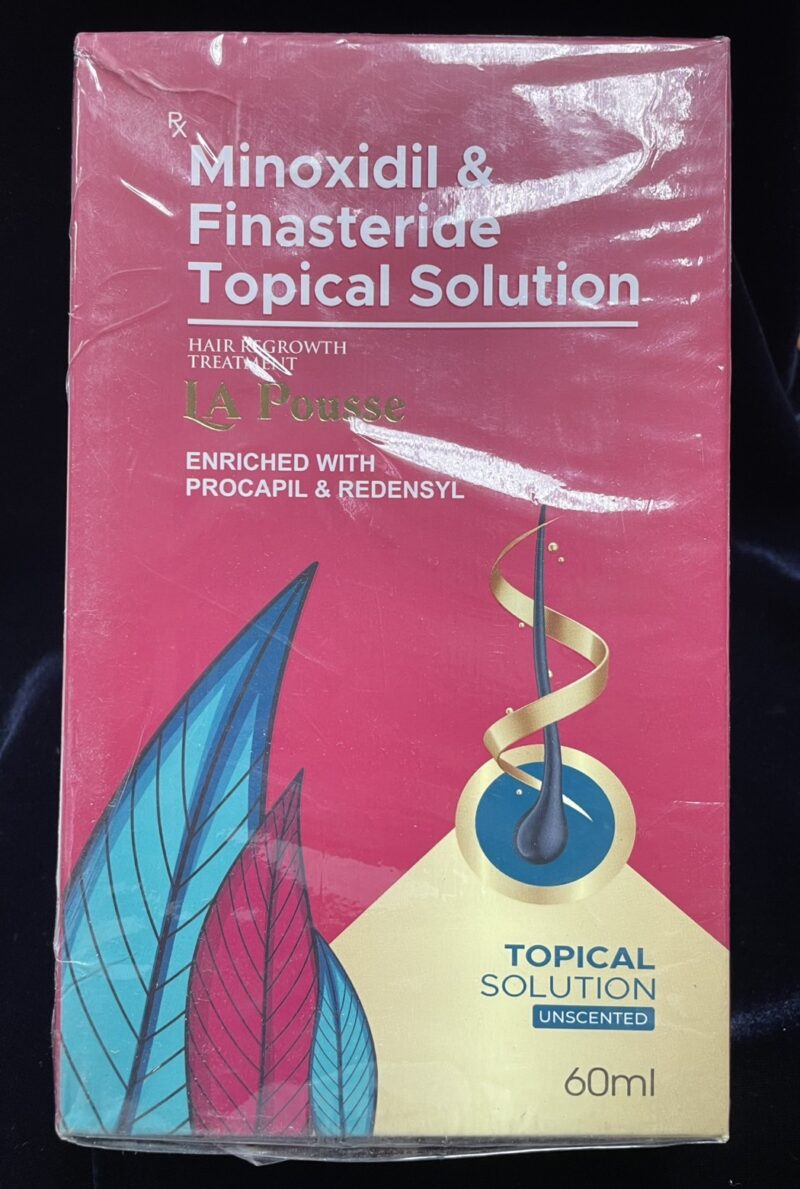 Rx
Minoxidil &
Finasteride
Topical Solution
HAIR REGROWTH
TREATMENT
LA Pousse
ENRICHED WITH
PROCAPIL & REDENSYL
TOPICAL
SOLUTION
UNSCENTED
60ml